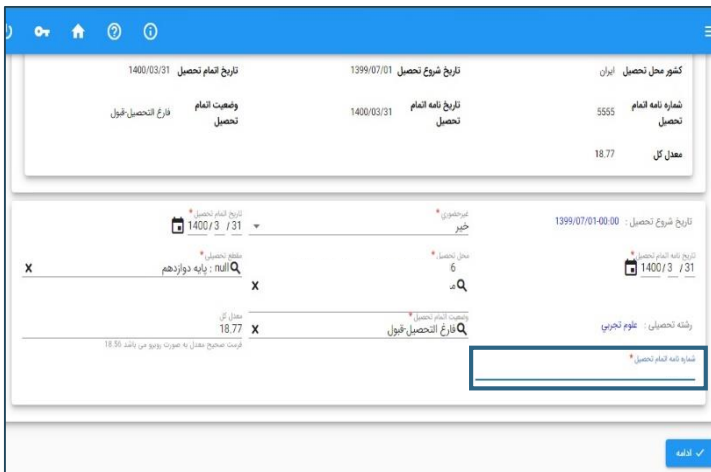 کشور محل تحصیل ایران تاریخ شروع تحصیل 1399/07/01 تاریخ اتمام تحصیل 1400/03/31
شماره نامه اتمام تحصیل 5555 تاریخ نامه اتمام تحصیل 1400/03/31 وضعیت اتمام تحصیل فارغ التحصیل-قبول
معدل کل 18.77
تاریخ شروع تحصیل : 1399/07/01-00:00
غیرحضوری *
خیر
تاریخ اتمام تحصیل *
1400/ 3 / 31
تاریخ نامه اتمام تحصیل *
1400/ 3 / 31
محل تحصیل *
6
مقطع تحصیلی *
null : پایه دوازدهم
X
X
رشته تحصیلی : علوم تجربي
وضعیت اتمام تحصیل *
فارغ التحصیل-قبول
X
معدل کل
18.77
فرمت صحیح معدل به صورت روبرو می باشد 18.56
شماره نامه اتمام تحصیل *
ادامه